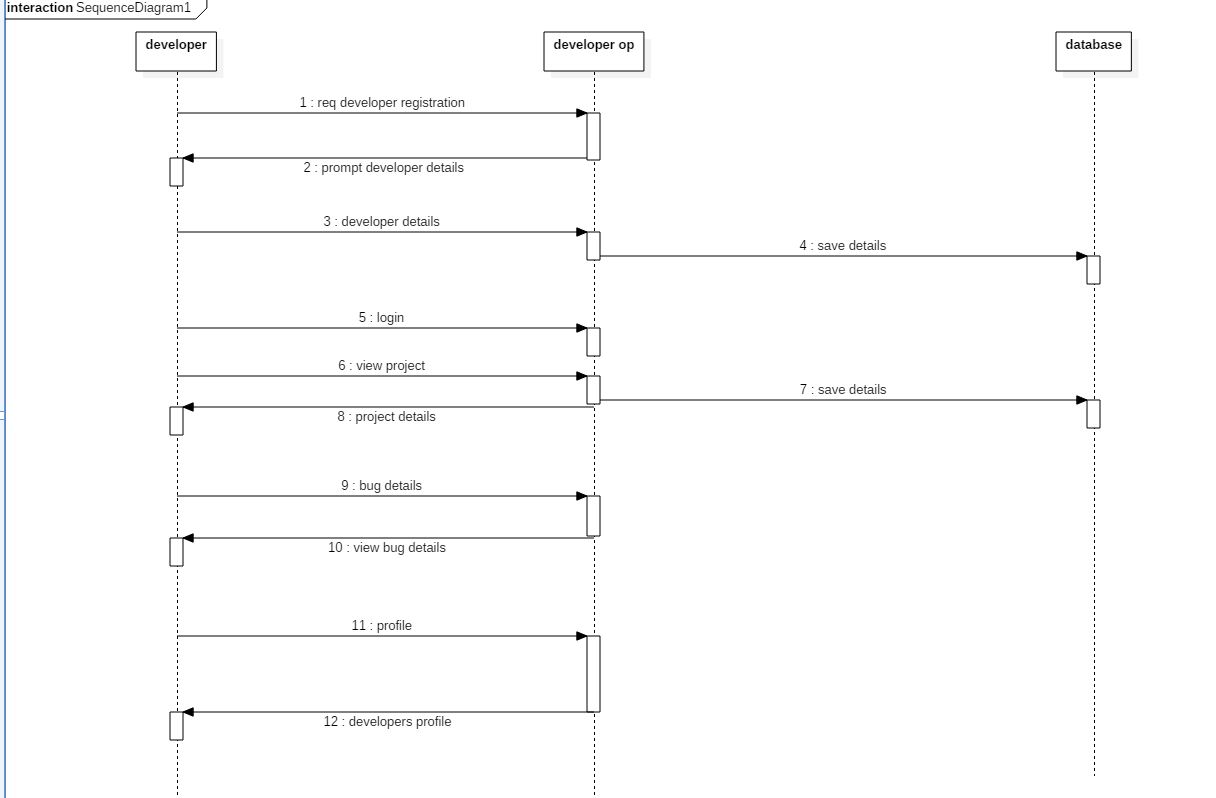 interaction SequenceDiagram1
developer
developer op
database
1 : req developer registration
2 : prompt developer details
3 : developer details
4 : save details
5 : login
6 : view project
7 : save details
8 : project details
9 : bug details
10 : view bug details
11 : profile
12 : developers profile